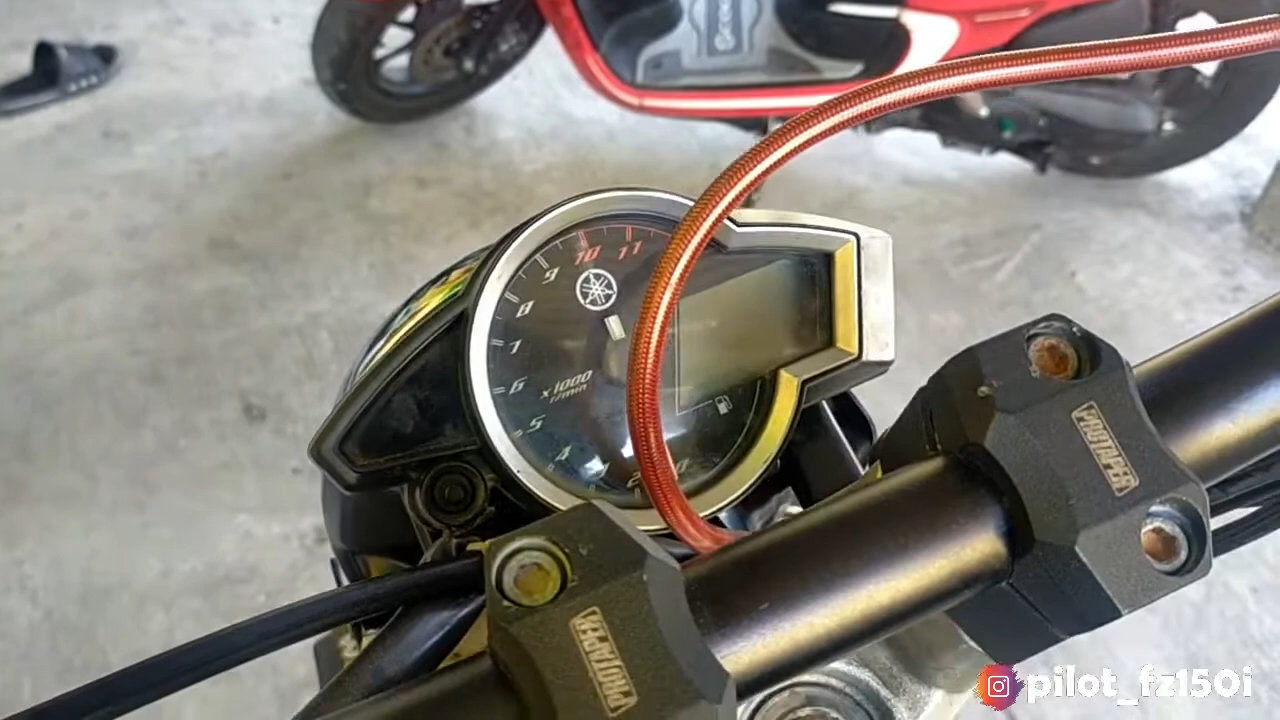 10 11
9
8
7
6
5
4
x1000
r/min
PROTAPER
PROTAPER
pilot_fz150i